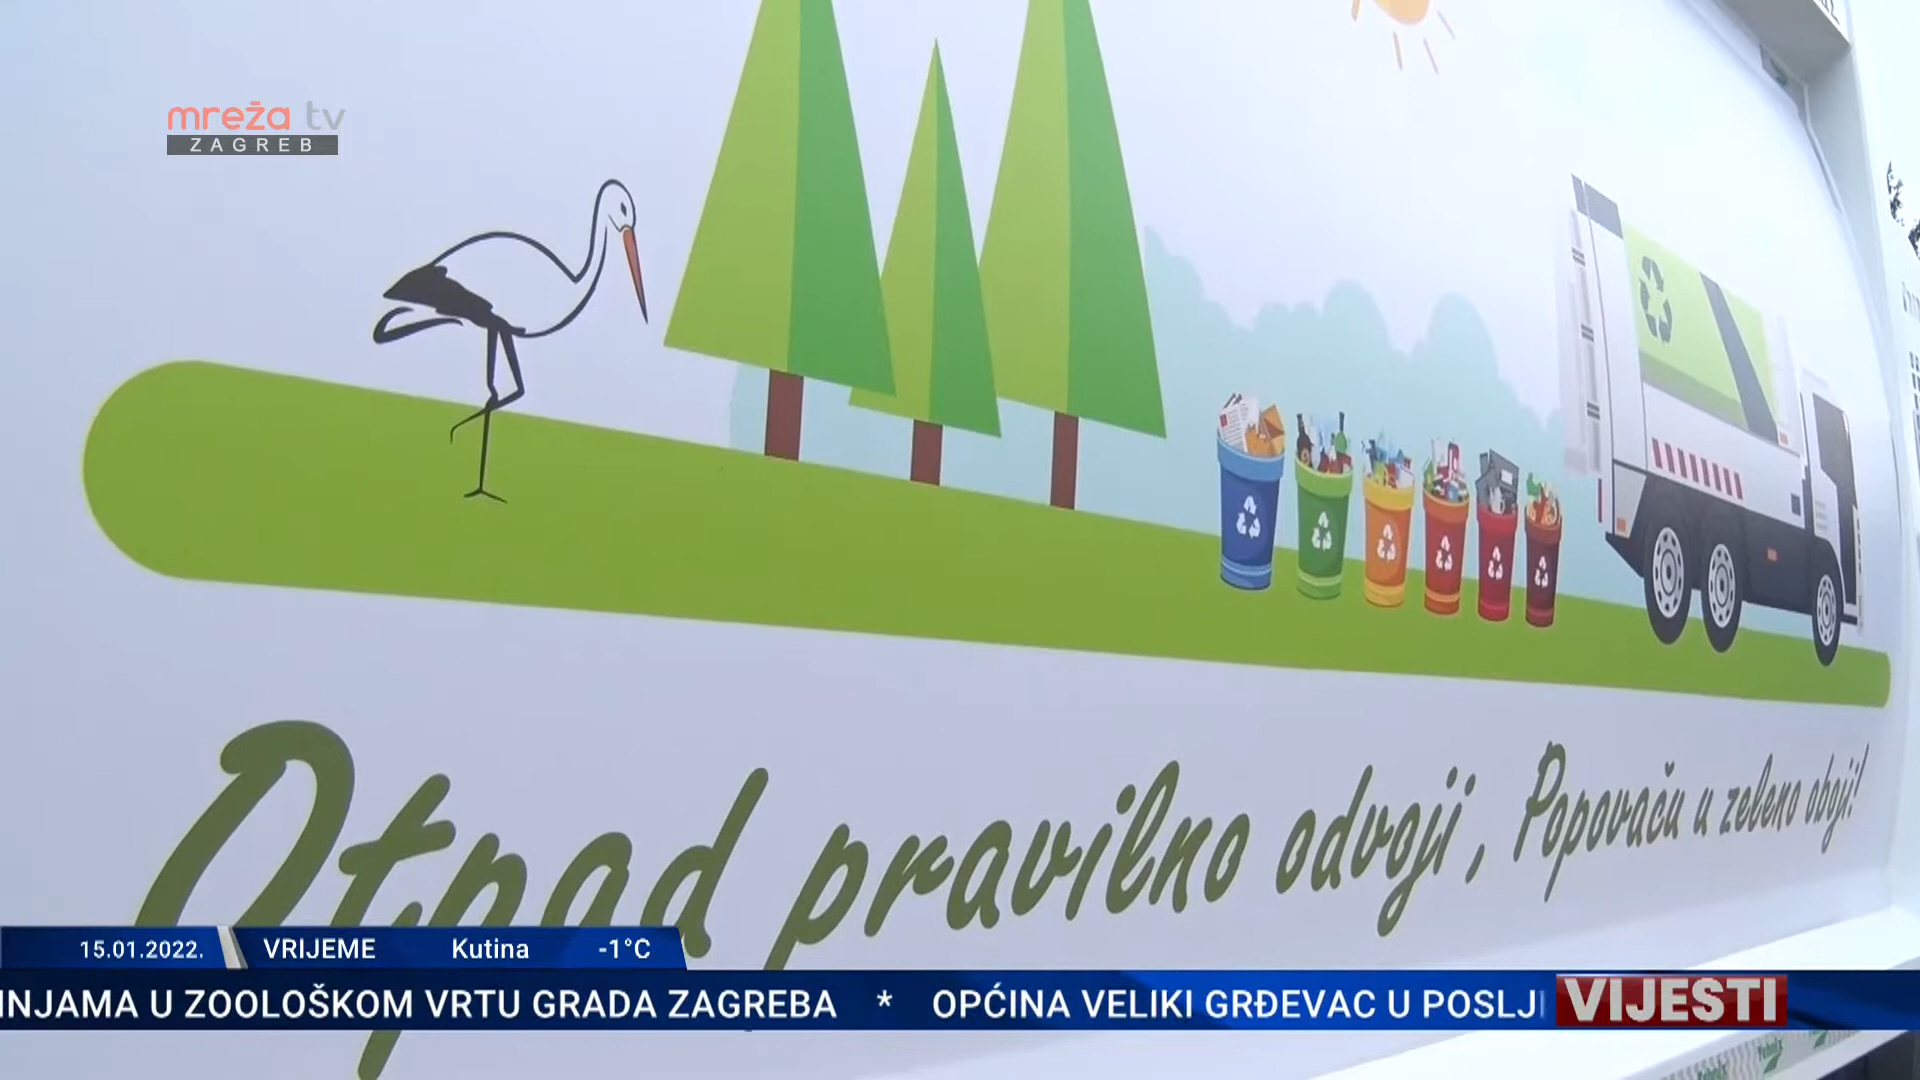 mreža tv
ZAGREB
Otpad pravilno odvoji, Popovaču u zeleno oboji!
15.01.2022. VRIJEME Kutina -1°C
INJAMA U ZOOLOŠKOM VRTU GRADA ZAGREBA * OPĆINA VELIKI GRĐEVAC U POSLJ
VIJESTI